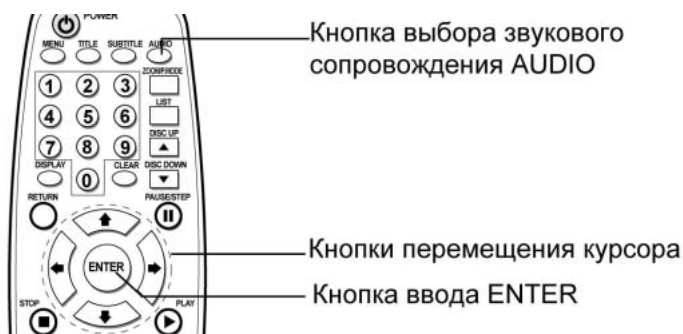 POWER
Кнопка выбора звукового
сопровождения AUDIO
MENU TITLE SUBTITLE AUDIO
ZOOM/P.MODE
1 2 3
LIST
4 5 6
DISC UP
7 8 9
DISPLAY 0 CLEAR DISC DOWN
RETURN PAUSE/STEP
Кнопки перемещения курсора
ENTER
Кнопка ввода ENTER
STOP PLAY